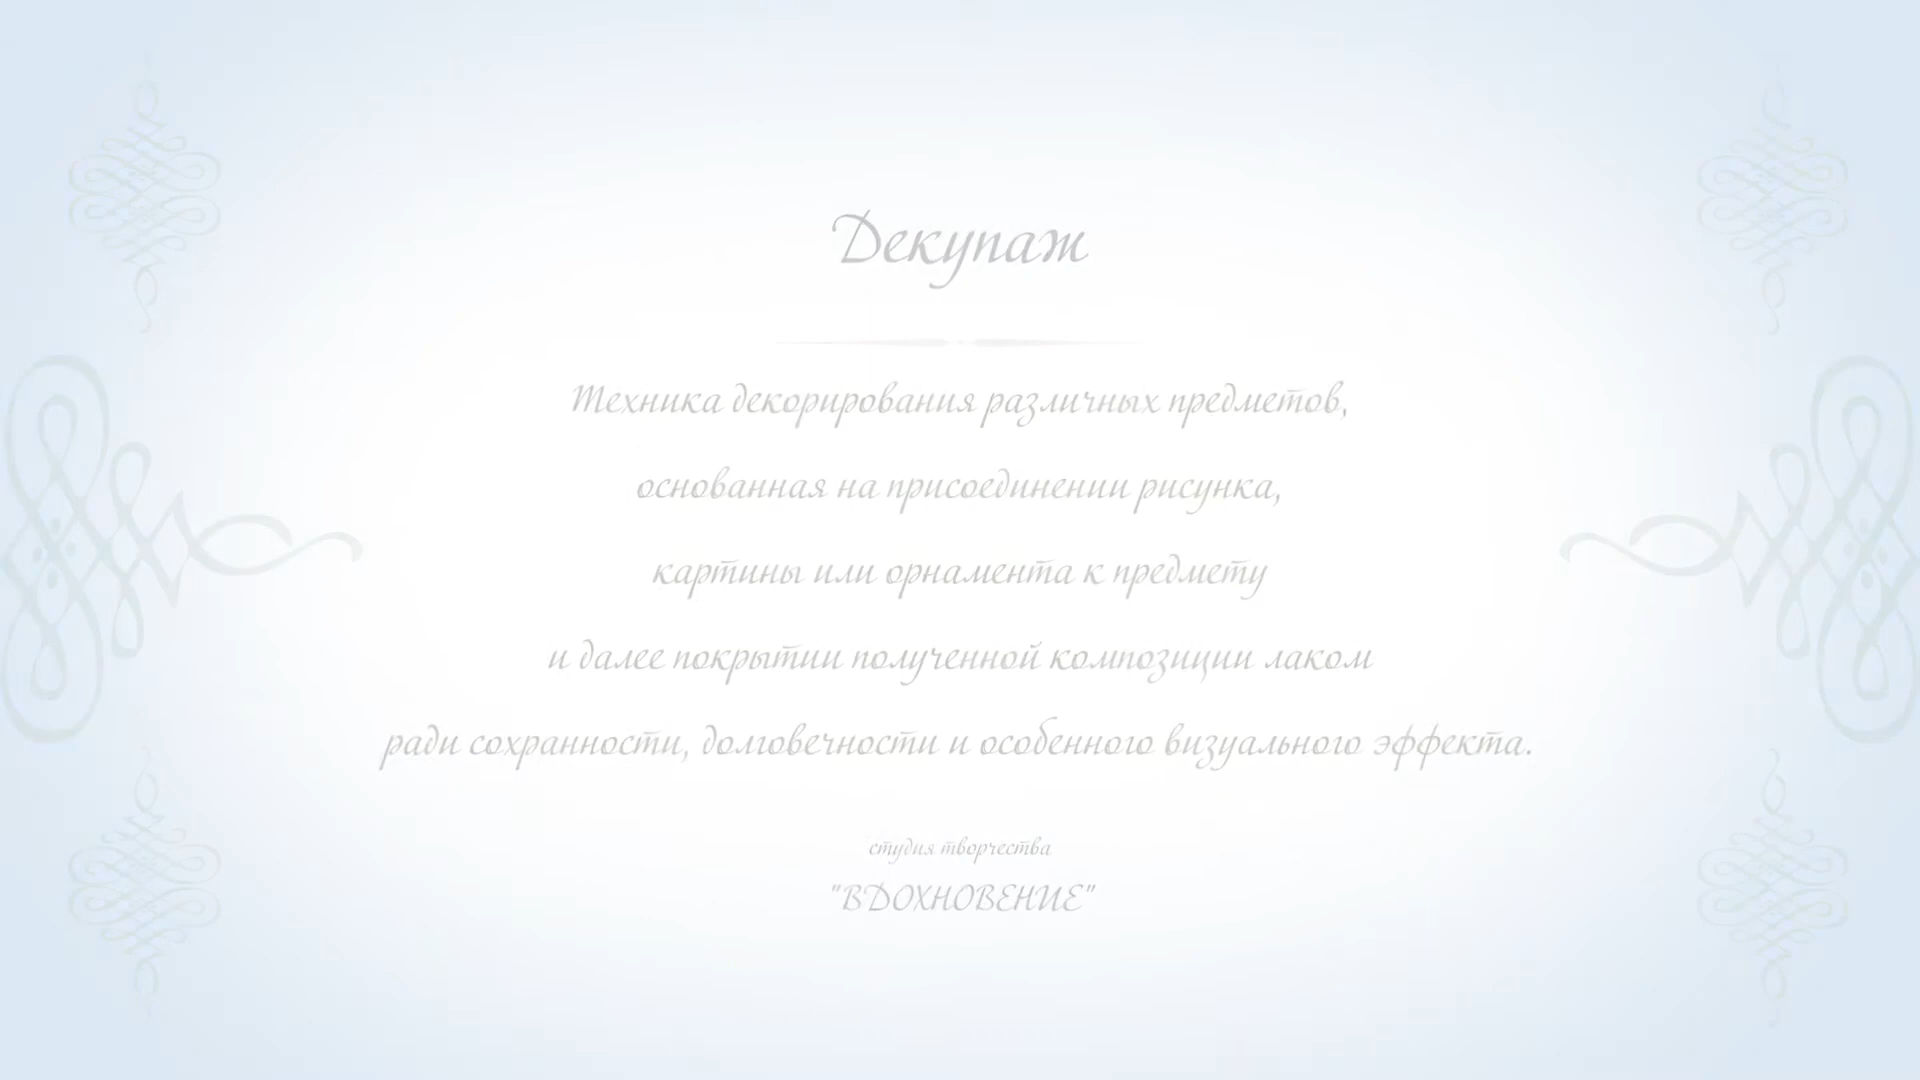 Декупаж
Техника декорирования различных предметов,
основанная на присоединении рисунка,
картины или орнамента к предмету
и далее покрытии полученной композиции лаком
ради сохранности, долговечности и особенного визуального эффекта.
студия творчества
"ВДОХНОВЕНИЕ"